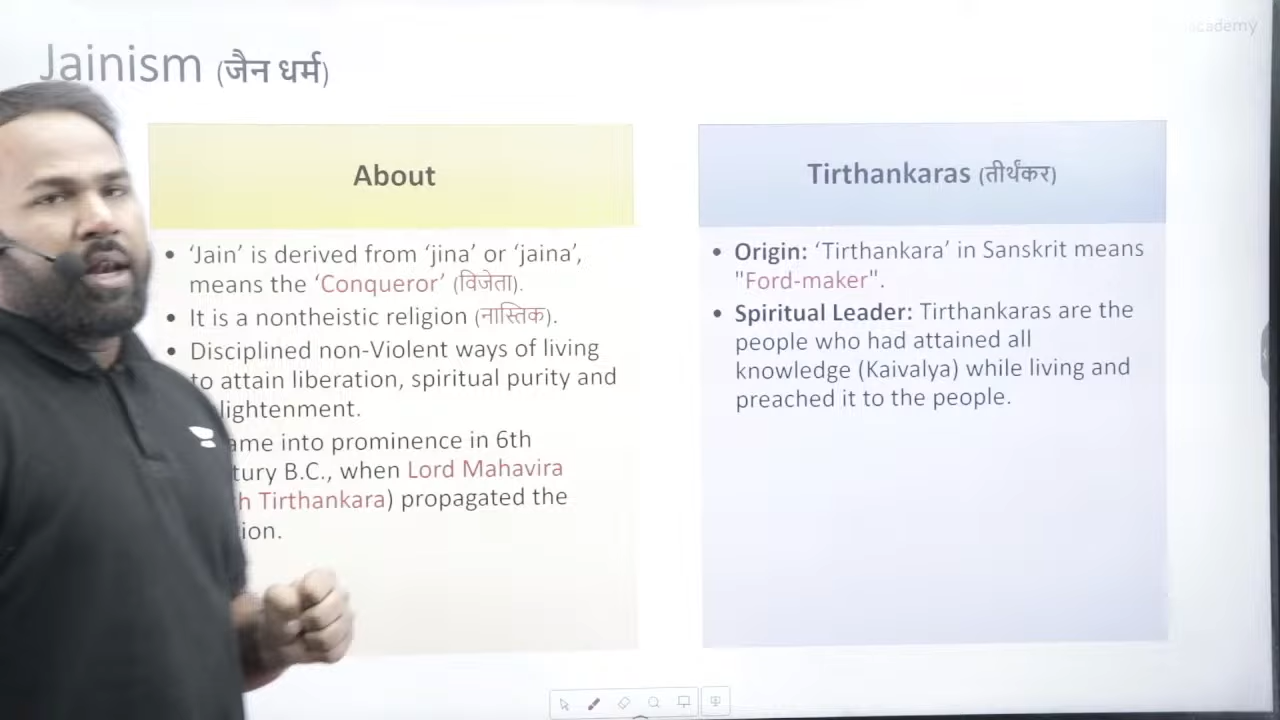 academy
Jainism (जैन धर्म)
About
• ‘Jain’ is derived from ‘jina’ or ‘jaina’,
means the ‘Conqueror’ (विजेता).
• It is a nontheistic religion (नास्तिक).
• Disciplined non-Violent ways of living
to attain liberation, spiritual purity and
lightenment.
ame into prominence in 6th
tury B.C., when Lord Mahavira
h Tirthankara) propagated the
ion.
Tirthankaras (तीर्थंकर)
• Origin: ‘Tirthankara’ in Sanskrit means
"Ford-maker".
• Spiritual Leader: Tirthankaras are the
people who had attained all
knowledge (Kaivalya) while living and
preached it to the people.